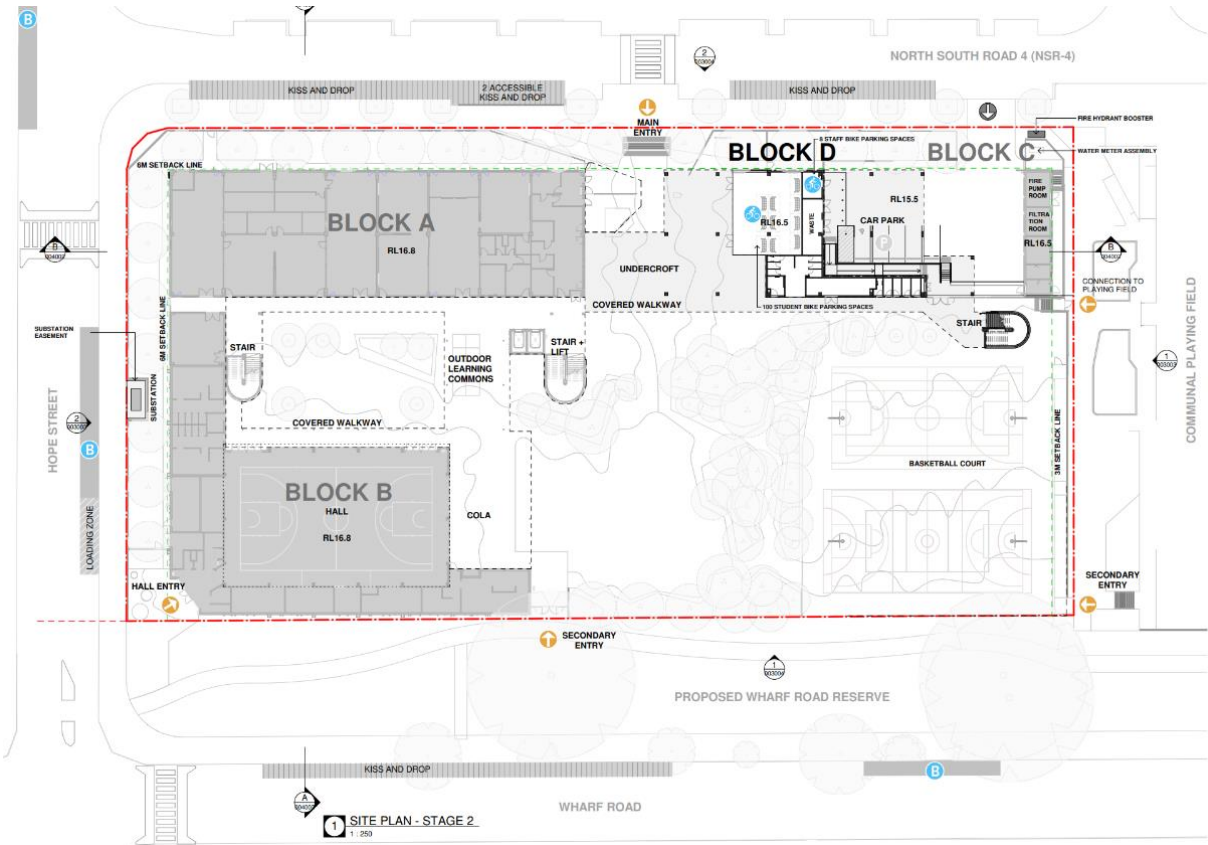 B
2
NORTH SOUTH ROAD 4 (NSR-4)
KISS AND DROP
2 ACCESSIBLE
KISS AND DROP
KISS AND DROP
MAIN
ENTRY
FIRE HYDRANT BOOSTER
8 STAFF BIKE PARKING SPACES
BLOCK D
BLOCK C
WATER METER ASSEMBLY
6M SETBACK LINE
BLOCK A
RL16.8
RL16.5
WASTE
RL15.5
CAR PARK
P
FIRE
PUMP
ROOM
FILTRA
TION
ROOM
RL16.5
B
B
UNDERCROFT
COVERED WALKWAY
100 STUDENT BIKE PARKING SPACES
CONNECTION TO
PLAYING FIELD
6M SETBACK LINE
SUBSTATION
EASEMENT
STAIR
OUTDOOR
LEARNING
COMMONS
STAIR +
LIFT
STAIR
COMMUNAL PLAYING FIELD
1
SUBSTATION
HOPE STREET
2
B
COVERED WALKWAY
BASKETBALL COURT
3M SETBACK LINE
BLOCK B
HALL
RL16.8
COLA
LOADING ZONE
HALL ENTRY
SECONDARY
ENTRY
SECONDARY
ENTRY
1
PROPOSED WHARF ROAD RESERVE
KISS AND DROP
B
A
WHARF ROAD
1
SITE PLAN - STAGE 2
1 : 250